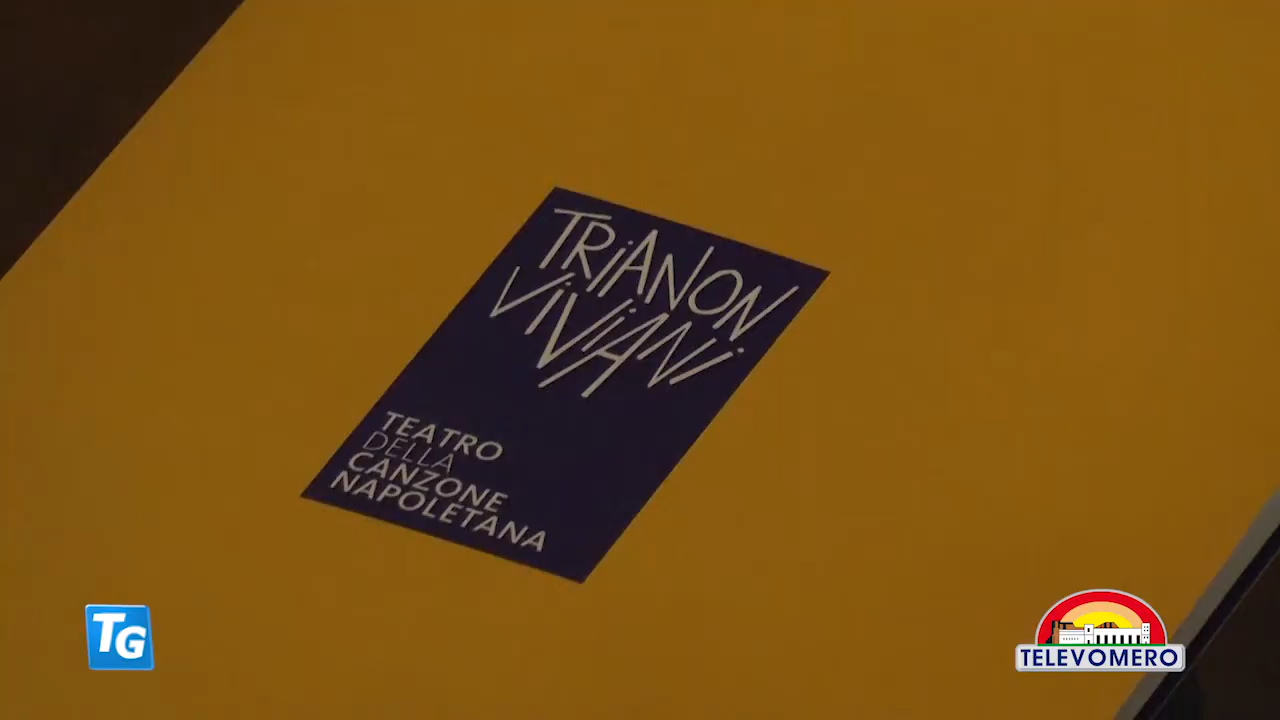 TRiANON
ViViANi
TEATRO
DELLA
CANZONE
NAPOLETANA
TG
TELEVOMERO